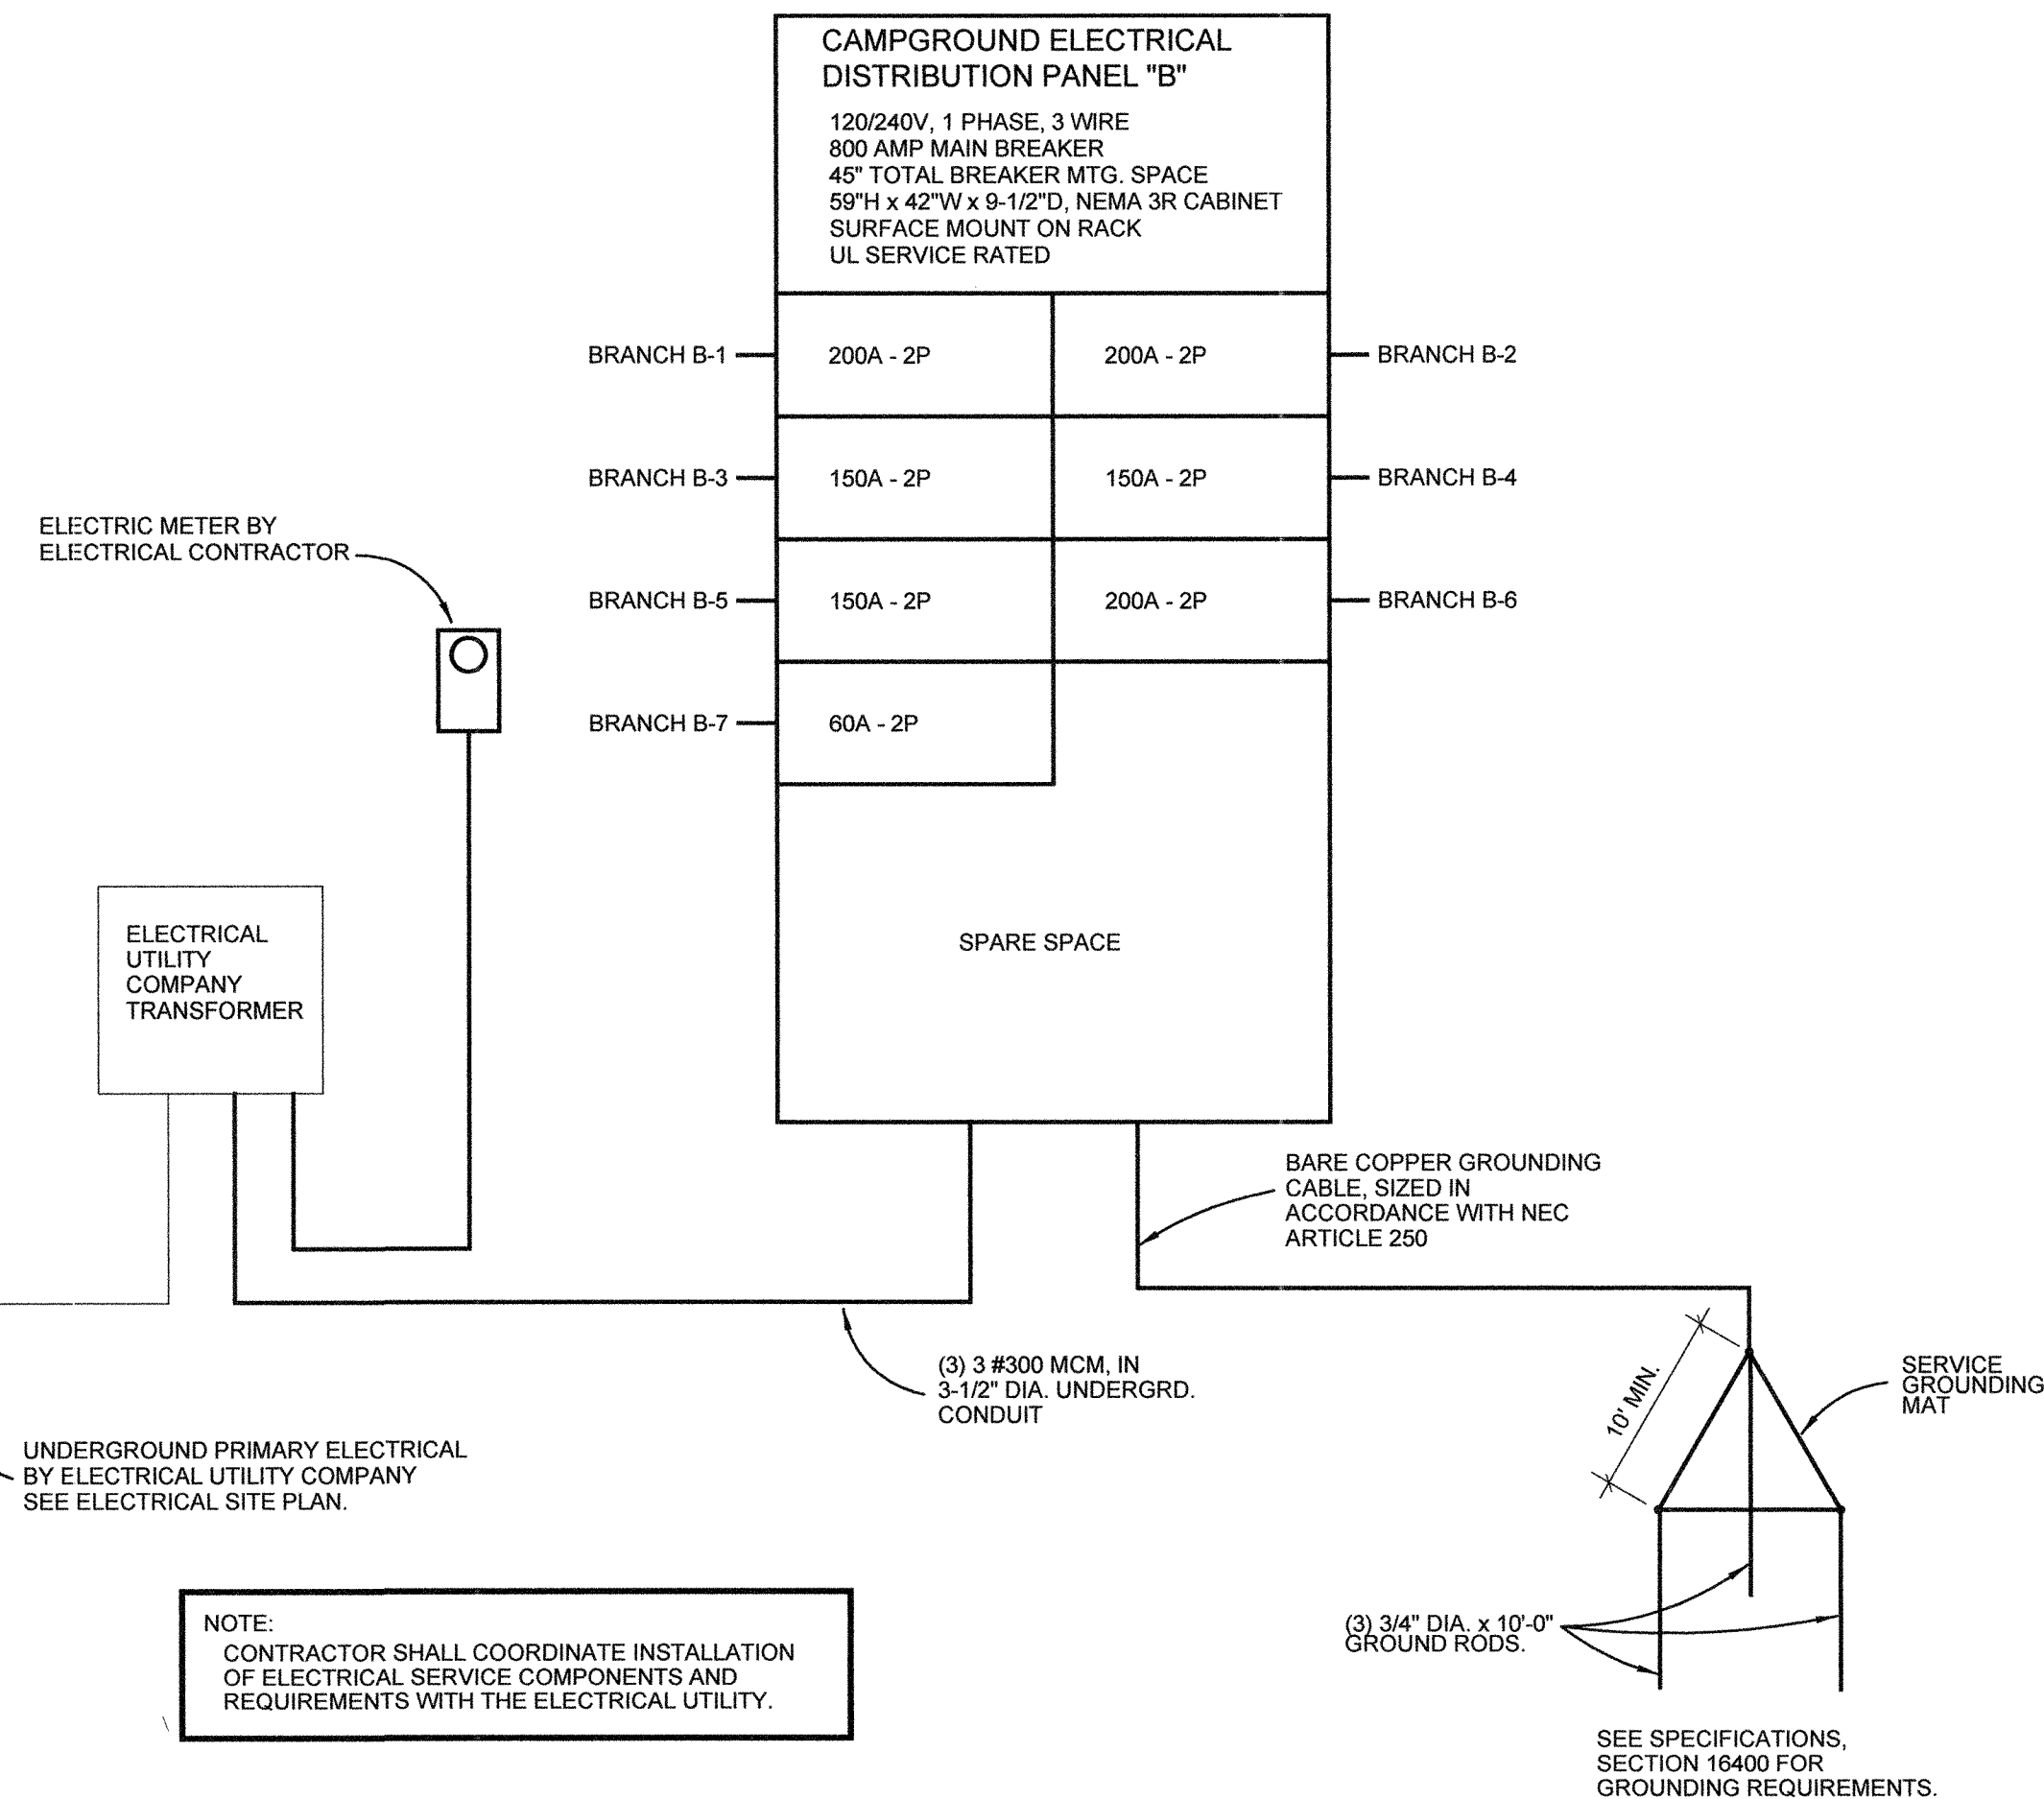 CAMPGROUND ELECTRICAL
DISTRIBUTION PANEL "B"
120/240V, 1 PHASE, 3 WIRE
800 AMP MAIN BREAKER
45" TOTAL BREAKER MTG. SPACE
59"H x 42"W x 9-1/2"D, NEMA 3R CABINET
SURFACE MOUNT ON RACK
UL SERVICE RATED
BRANCH B-1 200A - 2P 200A - 2P BRANCH B-2
BRANCH B-3 150A - 2P 150A - 2P BRANCH B-4
BRANCH B-5 150A - 2P 200A - 2P BRANCH B-6
BRANCH B-7 60A - 2P
SPARE SPACE
ELECTRIC METER BY
ELECTRICAL CONTRACTOR
ELECTRICAL
UTILITY
COMPANY
TRANSFORMER
BARE COPPER GROUNDING
CABLE, SIZED IN
ACCORDANCE WITH NEC
ARTICLE 250
(3) 3 #300 MCM, IN
3-1/2" DIA. UNDERGRD.
CONDUIT
10' MIN.
SERVICE
GROUNDING
MAT
UNDERGROUND PRIMARY ELECTRICAL
BY ELECTRICAL UTILITY COMPANY
SEE ELECTRICAL SITE PLAN.
NOTE:
CONTRACTOR SHALL COORDINATE INSTALLATION
OF ELECTRICAL SERVICE COMPONENTS AND
REQUIREMENTS WITH THE ELECTRICAL UTILITY.
(3) 3/4" DIA. x 10'-0"
GROUND RODS.
SEE SPECIFICATIONS,
SECTION 16400 FOR
GROUNDING REQUIREMENTS.